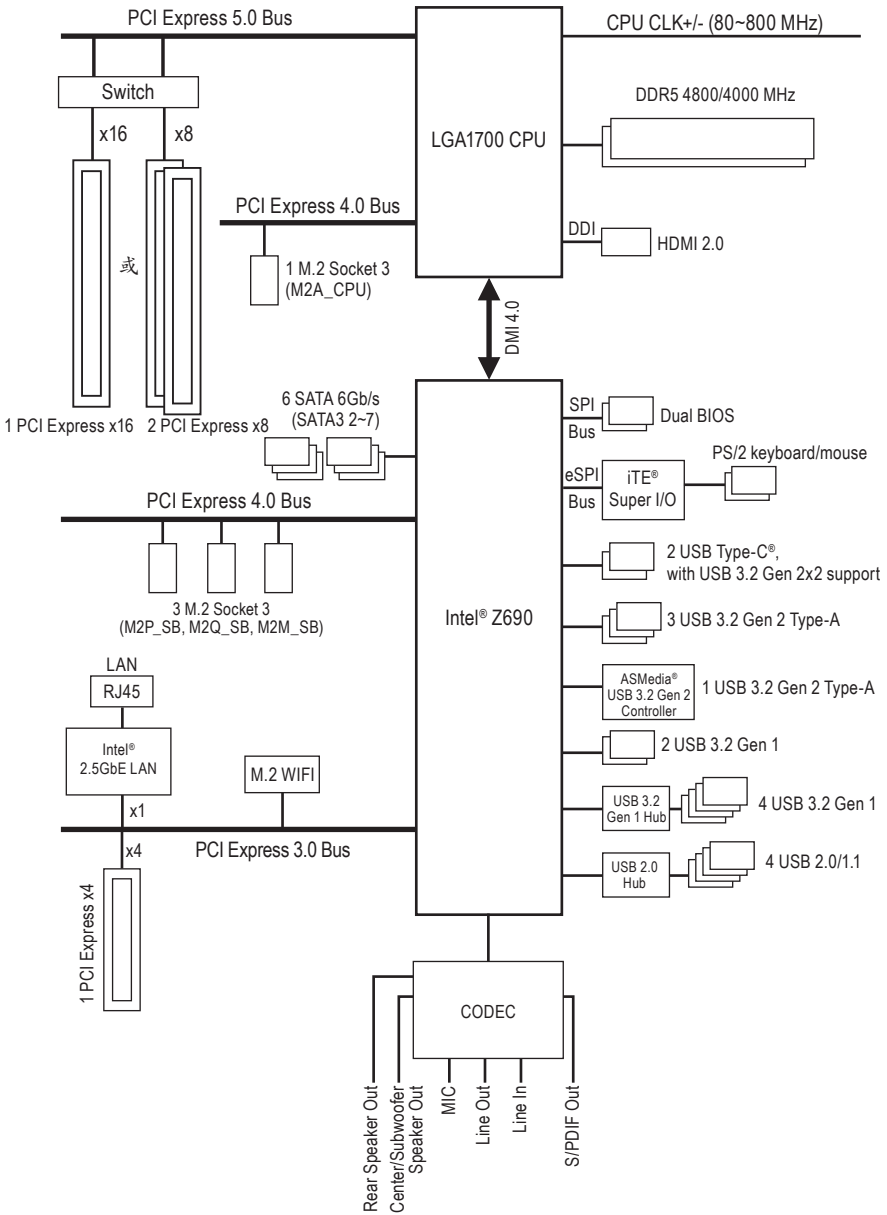 PCI Express 5.0 Bus
CPU CLK+/- (80~800 MHz)
Switch
x16
x8
LGA1700 CPU
DDR5 4800/4000 MHz
PCI Express 4.0 Bus
DDI
HDMI 2.0
或
1 M.2 Socket 3
(M2A_CPU)
DMI 4.0
1 PCI Express x16
2 PCI Express x8
6 SATA 6Gb/s
(SATA3 2~7)
SPI
Bus
Dual BIOS
PS/2 keyboard/mouse
eSPI
Bus
iTE®
Super I/O
PCI Express 4.0 Bus
2 USB Type-C®,
with USB 3.2 Gen 2x2 support
3 M.2 Socket 3
(M2P_SB, M2Q_SB, M2M_SB)
Intel® Z690
3 USB 3.2 Gen 2 Type-A
LAN
RJ45
ASMedia®
USB 3.2 Gen 2
Controller
1 USB 3.2 Gen 2 Type-A
Intel®
2.5GbE LAN
M.2 WIFI
2 USB 3.2 Gen 1
x1
USB 3.2
Gen 1 Hub
4 USB 3.2 Gen 1
x4
PCI Express 3.0 Bus
USB 2.0
Hub
4 USB 2.0/1.1
1 PCI Express x4
CODEC
Rear Speaker Out
Center/Subwoofer
Speaker Out
MIC
Line Out
Line In
S/PDIF Out